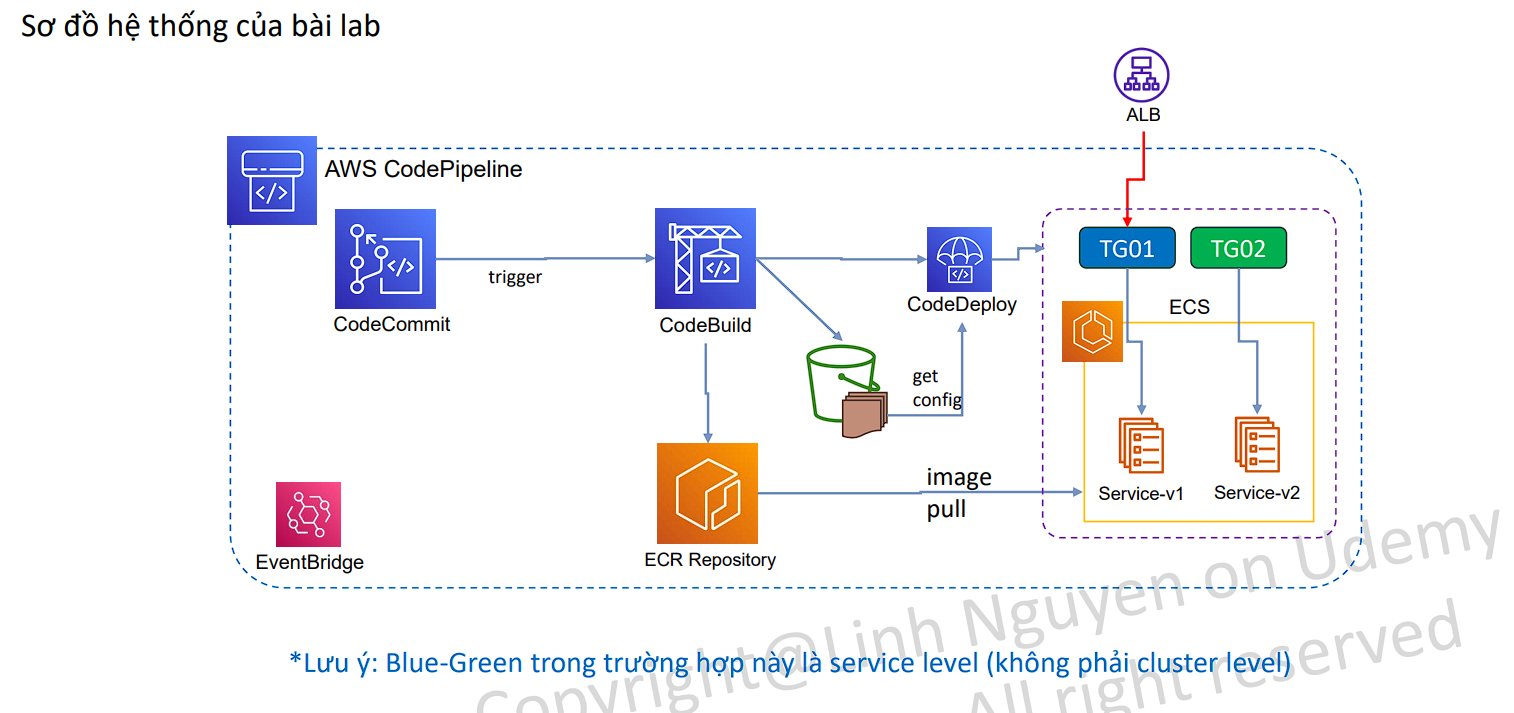 Sơ đồ hệ thống của bài lab
ALB
AWS CodePipeline
TG01
TG02
trigger
CodeCommit
CodeBuild
CodeDeploy
ECS
get
config
image
pull
Service-v1
Service-v2
EventBridge
ECR Repository
*Lưu ý: Blue-Green trong trường hợp này là service level (không phải cluster level)
Copyright@Linh Nguyen on Udemy
All right reserved